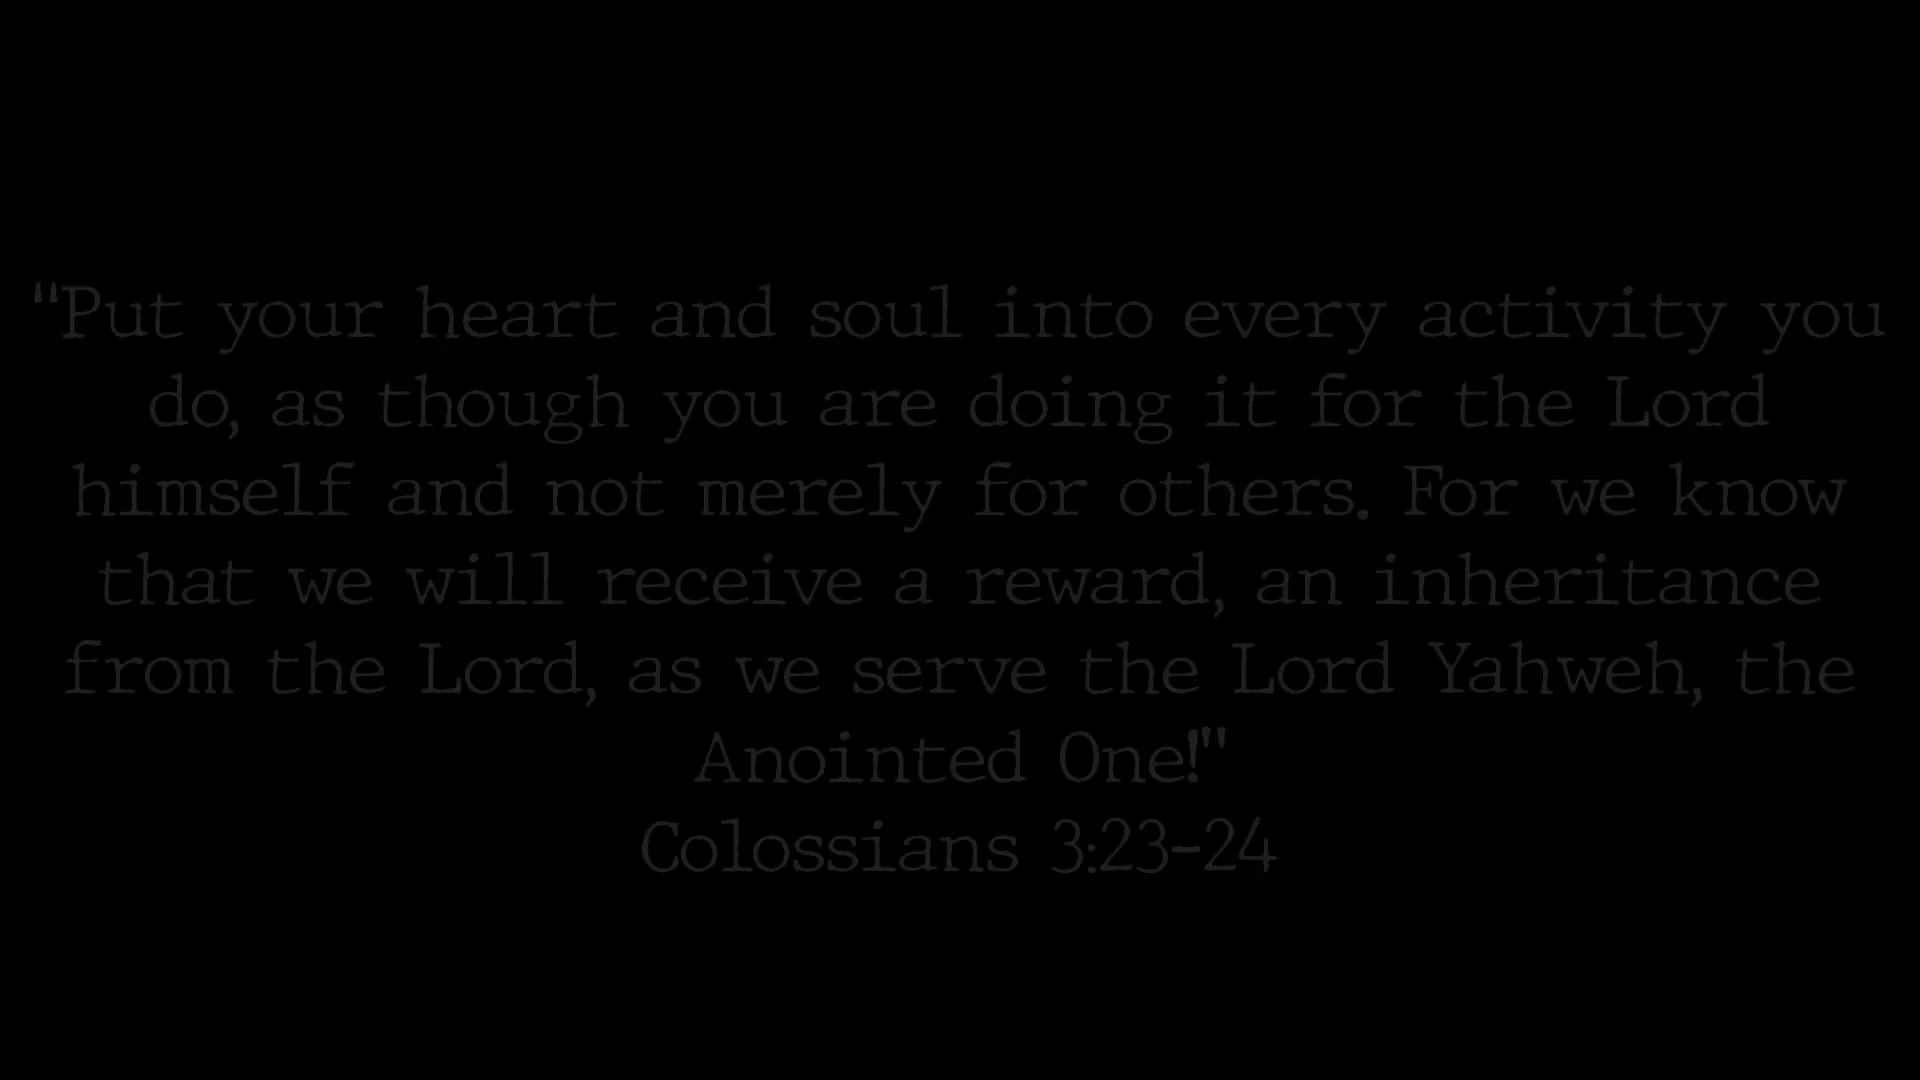 "Put your heart and soul into every activity you
do, as though you are doing it for the Lord
himself and not merely for others. For we know
that we will receive a reward, an inheritance
from the Lord, as we serve the Lord Yahweh, the
Anointed One!"
Colossians 3:23-24